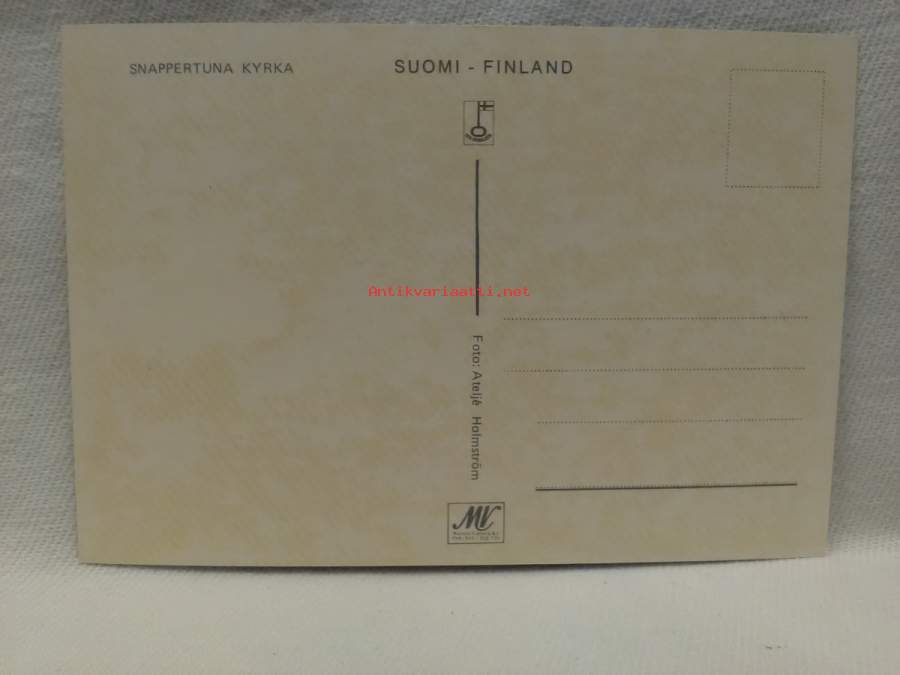 SNAPPERTUNA KYRKA
SUOMI - FINLAND
Antikvariaatti.net
Foto: Ateljé Holmström
MV